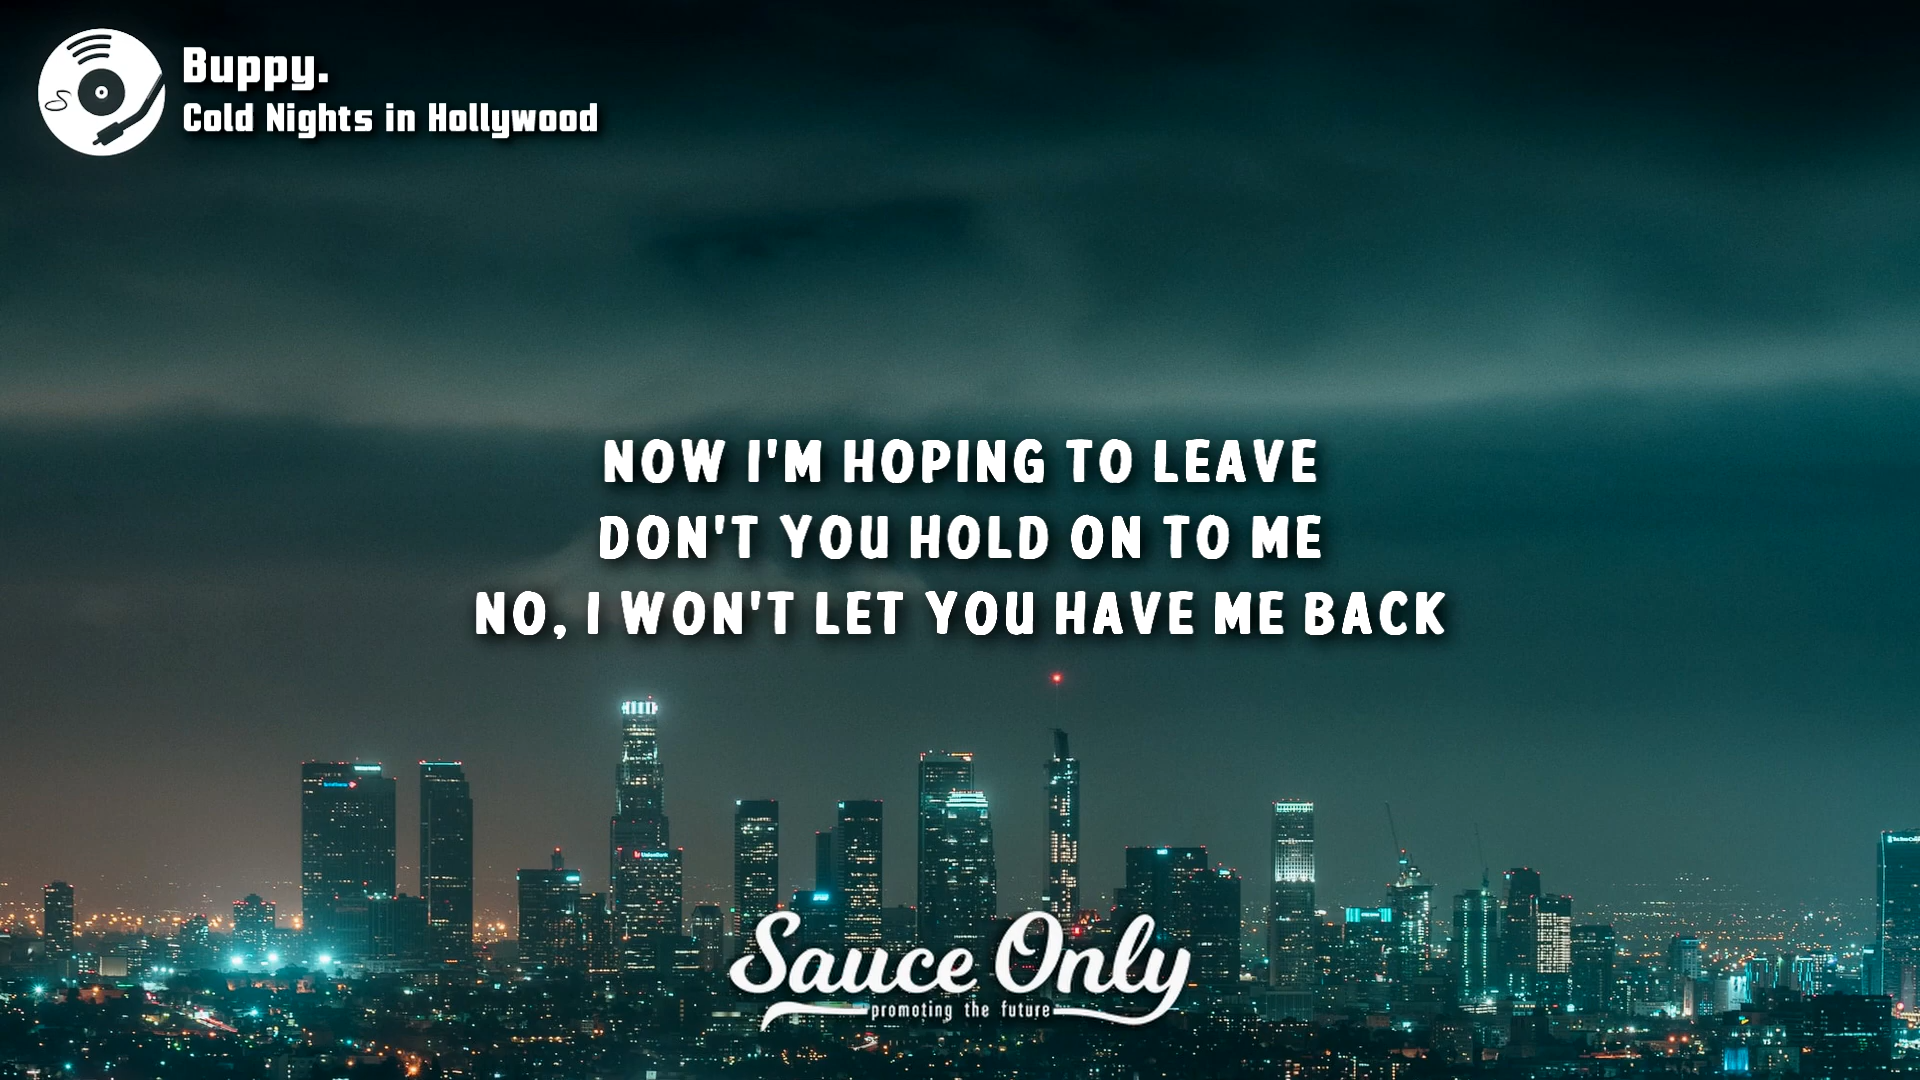 Buppy.
Cold Nights in Hollywood
NOW I'M HOPING TO LEAVE
DON'T YOU HOLD ON TO ME
NO, I WON'T LET YOU HAVE ME BACK
Sauce Only
promoting the future